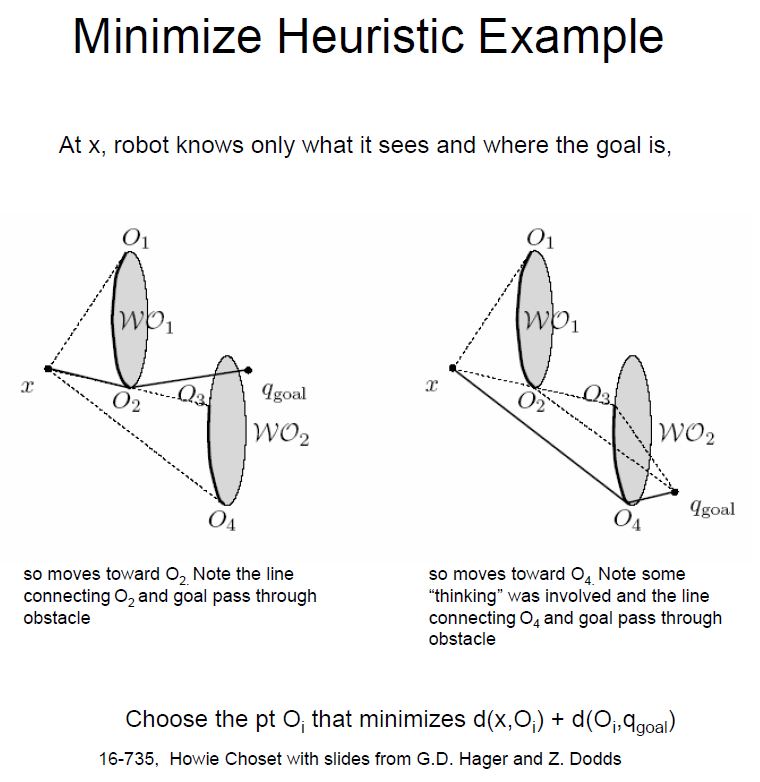 Minimize Heuristic Example
At x, robot knows only what it sees and where the goal is,
O₁
WO₁
x
O₂
O₃
qgoal
WO₂
O₄
O₁
WO₁
x
O₂
O₃
WO₂
qgoal
O₄
so moves toward O₂. Note the line
connecting O₂ and goal pass through
obstacle
so moves toward O₄. Note some
“thinking” was involved and the line
connecting O₄ and goal pass through
obstacle
Choose the pt Oᵢ that minimizes d(x,Oᵢ) + d(Oᵢ,qgoal)
16-735, Howie Choset with slides from G.D. Hager and Z. Dodds